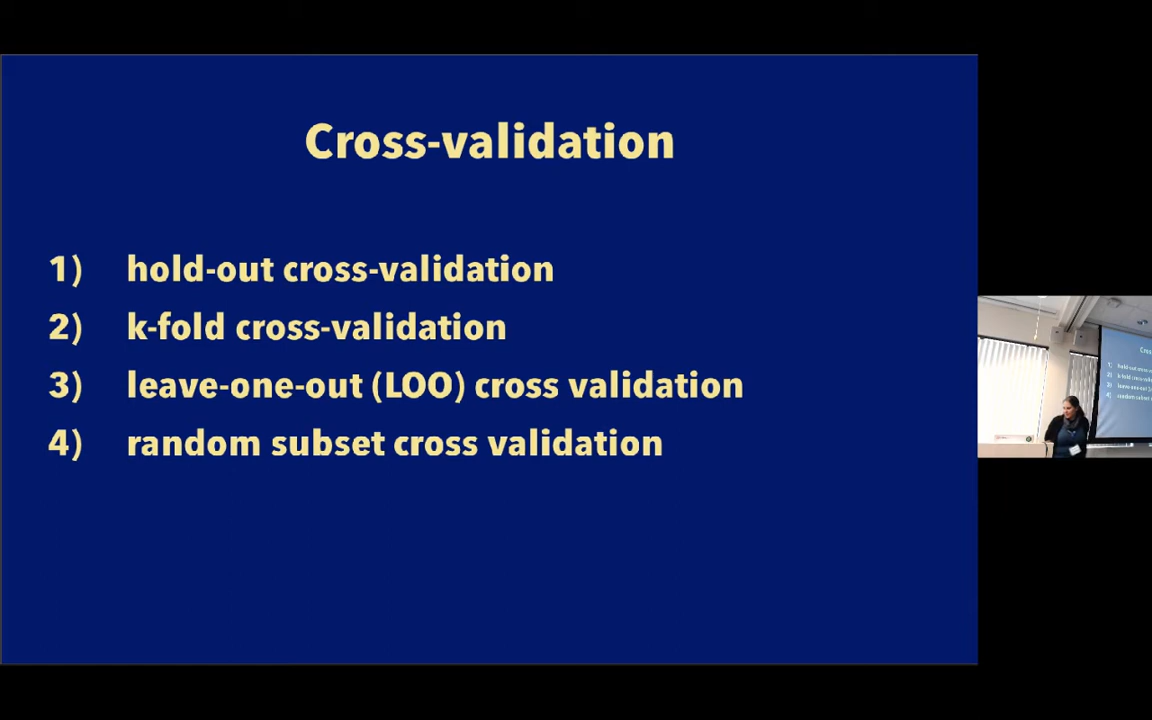 Cross-validation
1) hold-out cross-validation
2) k-fold cross-validation
3) leave-one-out (LOO) cross validation
4) random subset cross validation